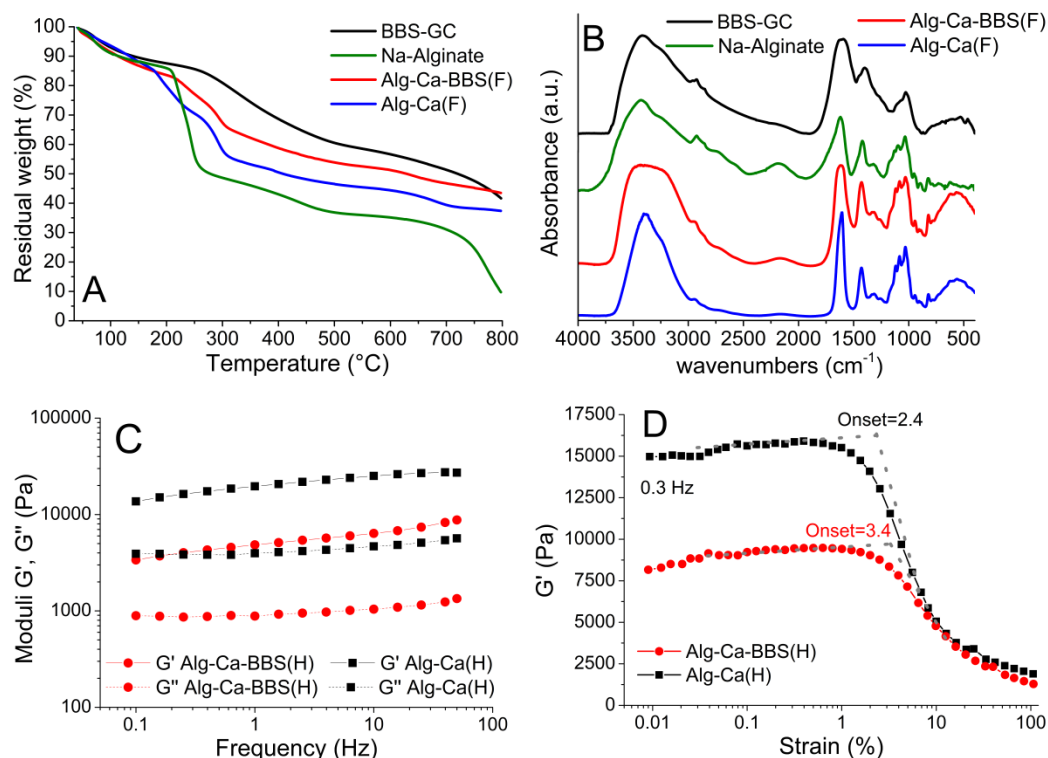 A
Residual weight (%)
100
90
80
70
60
50
40
30
20
10
0
BBS-GC
Na-Alginate
Alg-Ca-BBS(F)
Alg-Ca(F)
100 200 300 400 500 600 700 800
Temperature (°C)
B
Absorbance (a.u.)
BBS-GC
Na-Alginate
Alg-Ca-BBS(F)
Alg-Ca(F)
4000 3500 3000 2500 2000 1500 1000 500
wavenumbers (cm⁻¹)
C
Moduli G', G'' (Pa)
100000
10000
1000
100
G' Alg-Ca-BBS(H) G' Alg-Ca(H)
G'' Alg-Ca-BBS(H) G'' Alg-Ca(H)
0.1 1 10 100
Frequency (Hz)
D
G' (Pa)
17500
15000
12500
10000
7500
5000
2500
0
Onset=2.4
0.3 Hz
Onset=3.4
Alg-Ca-BBS(H)
Alg-Ca(H)
0.01 0.1 1 10 100
Strain (%)